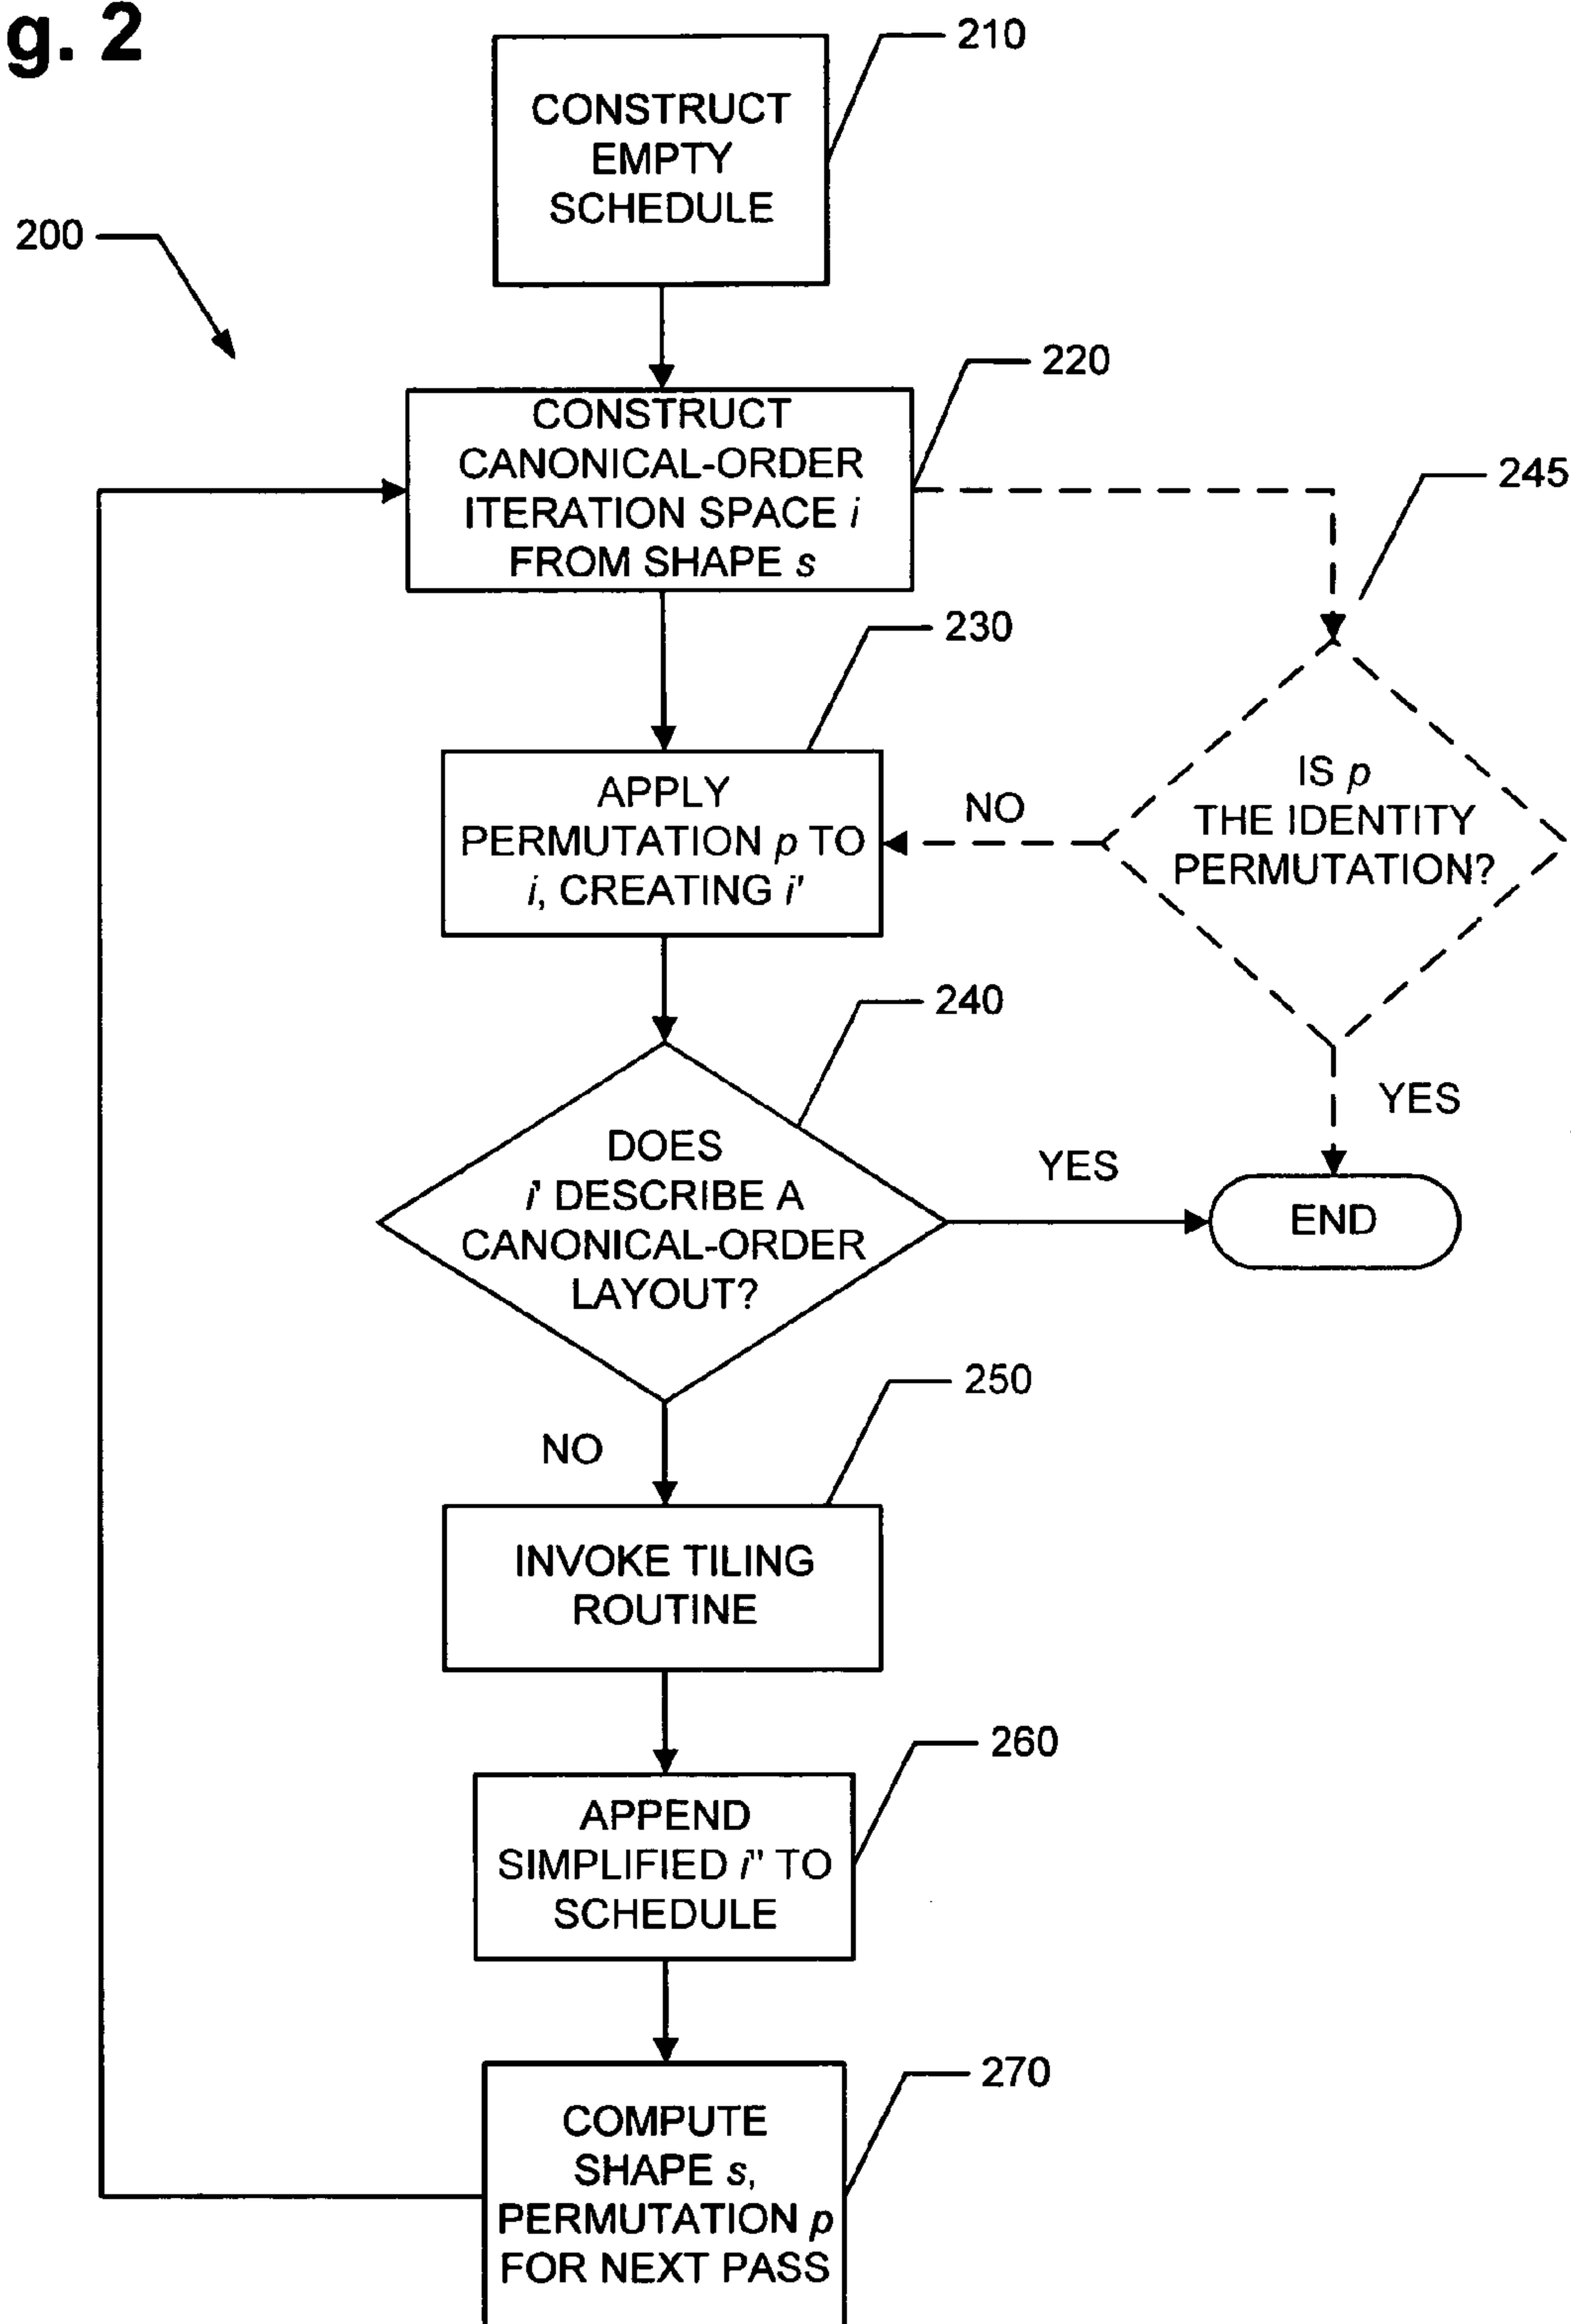 g. 2
210
CONSTRUCT
EMPTY
SCHEDULE
200
220
CONSTRUCT
CANONICAL-ORDER
ITERATION SPACE i
FROM SHAPE s
245
230
APPLY
PERMUTATION p TO
i, CREATING i'
NO
IS p
THE IDENTITY
PERMUTATION?
240
YES
DOES
i' DESCRIBE A
CANONICAL-ORDER
LAYOUT?
YES
END
250
NO
INVOKE TILING
ROUTINE
260
APPEND
SIMPLIFIED i" TO
SCHEDULE
270
COMPUTE
SHAPE s,
PERMUTATION p
FOR NEXT PASS